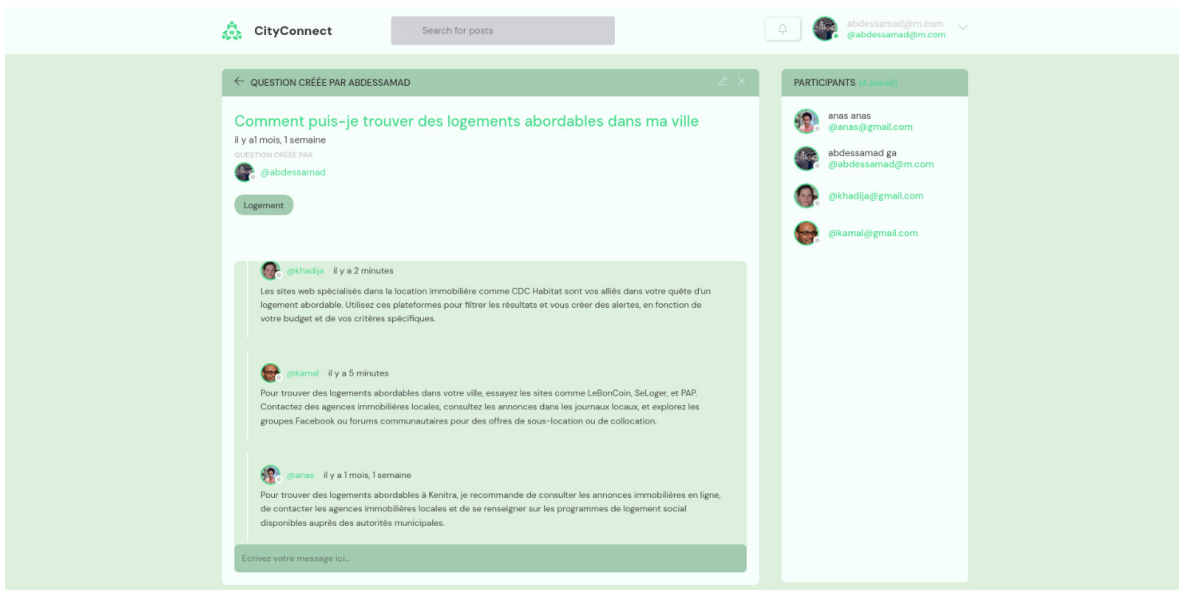 CityConnect
Search for posts
abdessamad@m.com
@abdessamad@m.com
QUESTION CRÉÉE PAR ABDESSAMAD
Comment puis-je trouver des logements abordables dans ma ville
il y a1 mois, 1 semaine
QUESTION CRÉÉE PAR
@abdessamad
Logement
@khadija il y a 2 minutes
Les sites web spécialisés dans la location immobilière comme CDC Habitat sont vos alliés dans votre quête d'un
logement abordable. Utilisez ces plateformes pour filtrer les résultats et vous créer des alertes, en fonction de
votre budget et de vos critères spécifiques.
@kamal il y a 5 minutes
Pour trouver des logements abordables dans votre ville, essayez les sites comme LeBonCoin, SeLoger, et PAP.
Contactez des agences immobilières locales, consultez les annonces dans les journaux locaux, et explorez les
groupes Facebook ou forums communautaires pour des offres de sous-location ou de collocation.
@anas il y a 1 mois, 1 semaine
Pour trouver des logements abordables à Kenitra, je recommande de consulter les annonces immobilières en ligne,
de contacter les agences immobilières locales et de se renseigner sur les programmes de logement social
disponibles auprès des autorités municipales.
Ecrivez votre message ici...
PARTICIPANTS (4 Joined)
anas anas
@anas@gmail.com
abdessamad ga
@abdessamad@m.com
@khadija@gmail.com
@kamal@gmail.com